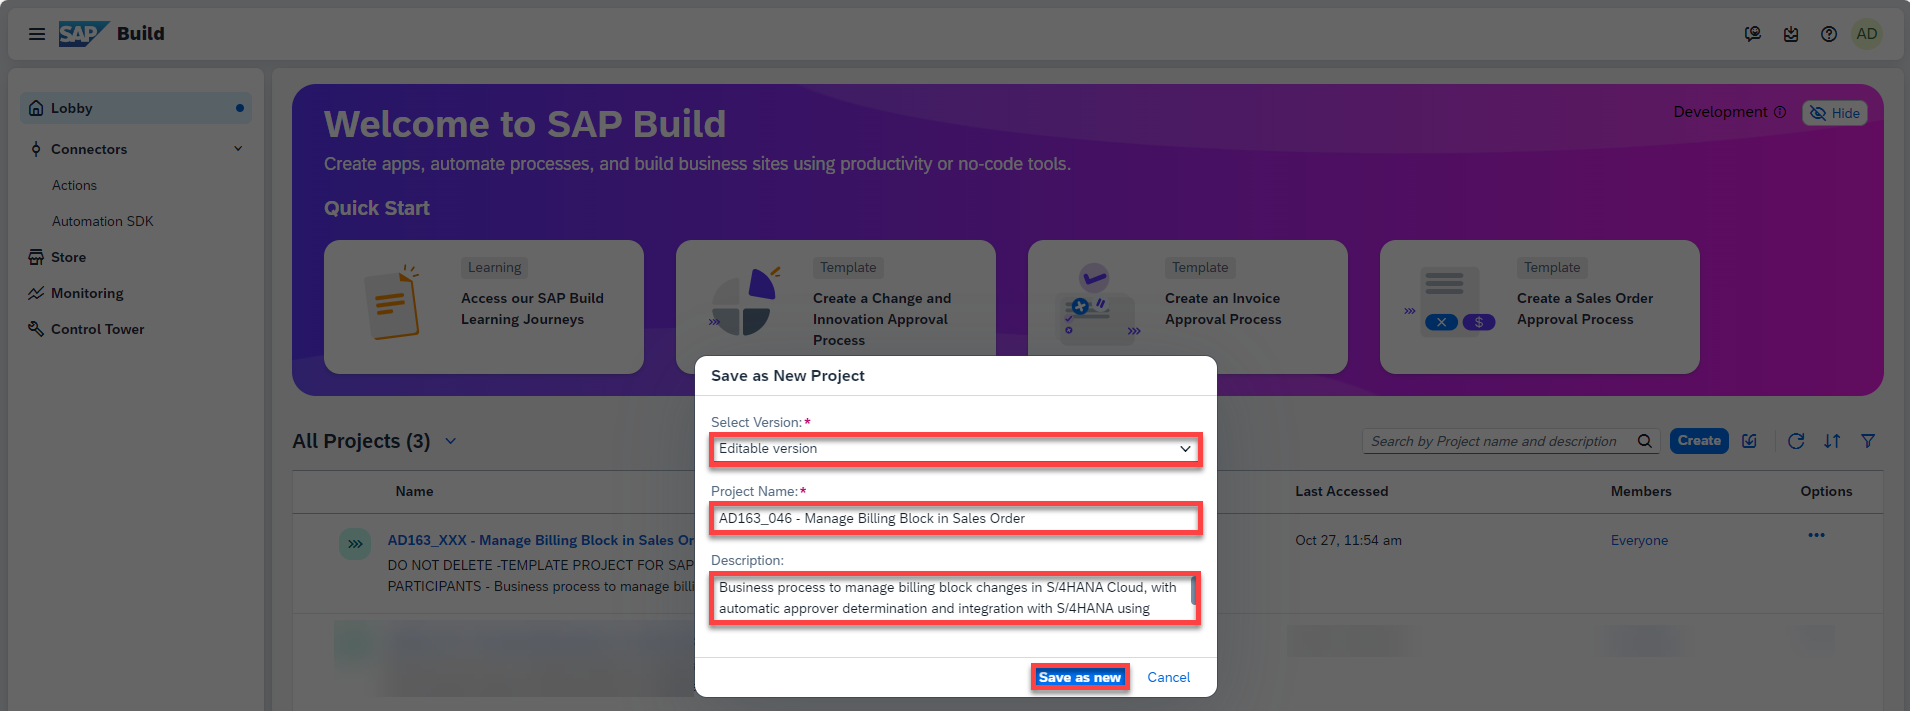 SAP Build
AD
Lobby
Connectors
Actions
Automation SDK
Store
Monitoring
Control Tower
Welcome to SAP Build
Development
Hide
Create apps, automate processes, and build business sites using productivity or no-code tools.
Quick Start
Learning
Access our SAP Build
Learning Journeys
Template
Create a Change and
Innovation Approval
Process
Template
Create an Invoice
Approval Process
Template
Create a Sales Order
Approval Process
$
All Projects (3)
Search by Project name and description
Create
Name
Last Accessed
Members
Options
AD163_XXX - Manage Billing Block in Sales Or
DO NOT DELETE -TEMPLATE PROJECT FOR SAP
PARTICIPANTS - Business process to manage billi
Oct 27, 11:54 am
Everyone
Save as New Project
Select Version:*
Editable version
Project Name:*
AD163_046 - Manage Billing Block in Sales Order
Description:
Business process to manage billing block changes in S/4HANA Cloud, with
automatic approver determination and integration with S/4HANA using
Save as new
Cancel